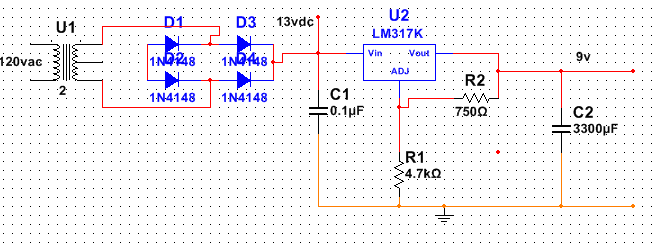 U1
120vac
2
D1
D3
1N4148
1N4148
D2
D4
1N4148
1N4148
13vdc
U2
LM317K
Vin
Vout
ADJ
9v
R2
750Ω
C1
0.1µF
C2
3300µF
R1
4.7kΩ